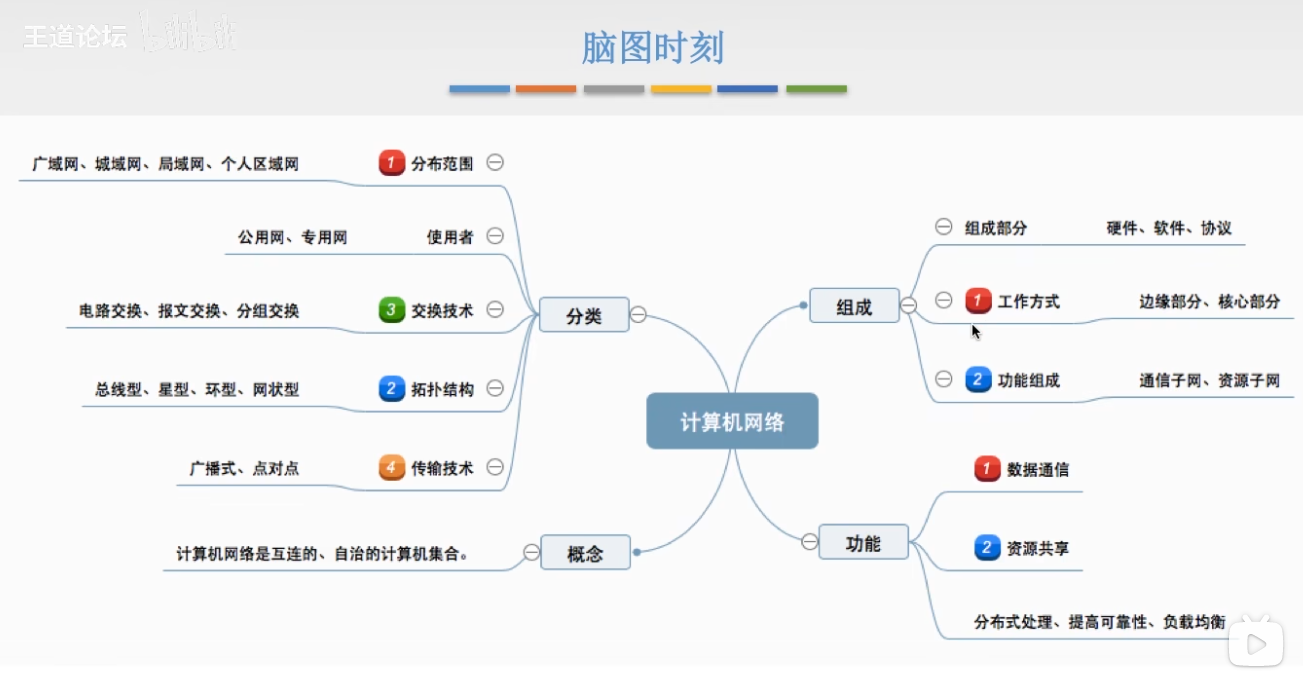 王道论坛 bilibili
脑图时刻
广域网、城域网、局域网、个人区域网 1 分布范围
公用网、专用网 使用者
电路交换、报文交换、分组交换 3 交换技术
总线型、星型、环型、网状型 2 拓扑结构
广播式、点对点 4 传输技术
分类
计算机网络是互连的、自治的计算机集合。
概念
计算机网络
组成
组成部分 硬件、软件、协议
1 工作方式 边缘部分、核心部分
2 功能组成 通信子网、资源子网
功能
1 数据通信
2 资源共享
分布式处理、提高可靠性、负载均衡